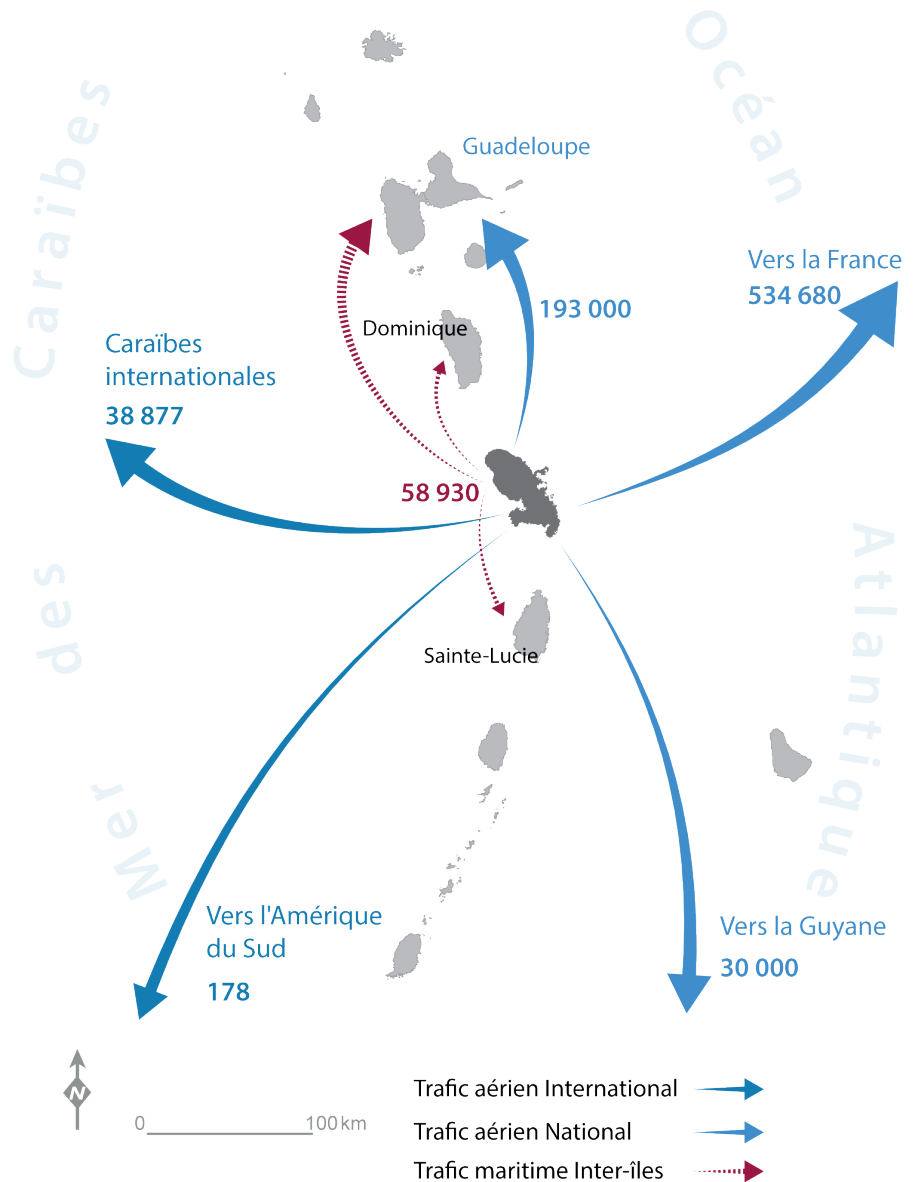 Océan
Mer des Caraïbes
Guadeloupe
Vers la France
534 680
193 000
Dominique
Caraïbes
internationales
38 877
58 930
Atlantique
Sainte-Lucie
Vers l'Amérique
du Sud
178
Vers la Guyane
30 000
N
0
100 km
Trafic aérien International
Trafic aérien National
Trafic maritime Inter-îles